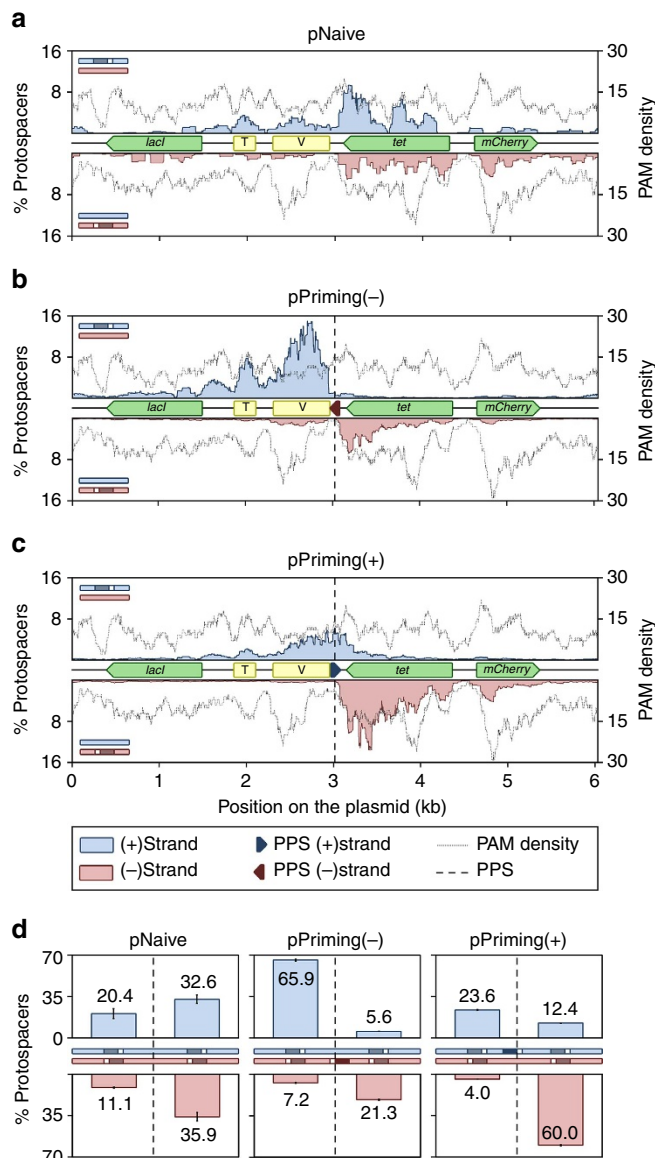 a
pNaive
16 30
8 15
lacI T V tet mCherry
8 15
16 30
% Protospacers
PAM density
b
pPriming(–)
16 30
8 15
lacI T V tet mCherry
8 15
16 30
% Protospacers
PAM density
c
pPriming(+)
16 30
8 15
lacI T V tet mCherry
8 15
16 30
% Protospacers
PAM density
0 1 2 3 4 5 6
Position on the plasmid (kb)
(+)Strand PPS (+)strand PAM density
(–)Strand PPS (–)strand PPS
d
pNaive pPriming(–) pPriming(+)
70
35
0
20.4 32.6 65.9 5.6 23.6 12.4
11.1 35.9 7.2 21.3 4.0 60.0
35
70
% Protospacers